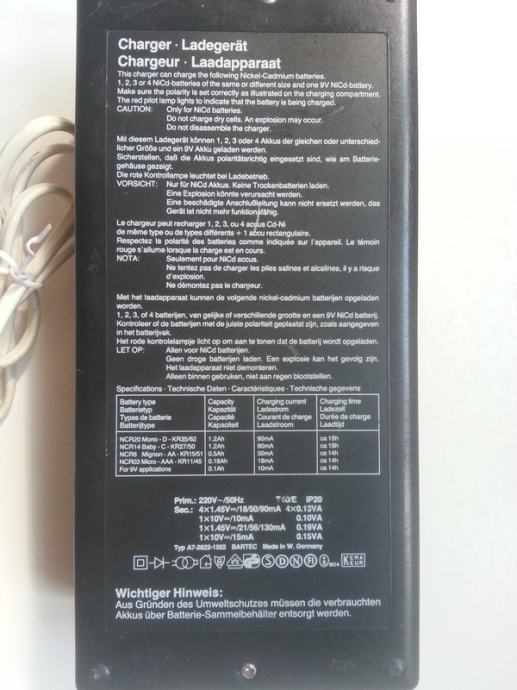 Charger · Ladegerät
Chargeur · Laadapparaat
This charger can charge the following Nickel-Cadmium batteries.
1, 2, 3 or 4 NiCd-batteries of the same or different size and one 9V NiCd-battery.
Make sure the polarity is set correctly as illustrated on the charging compartment.
The red pilot lamp lights to indicate that the battery is being charged.
CAUTION: Only for NiCd batteries.
Do not charge dry cells. An explosion may occur.
Do not disassemble the charger.
Mit diesem Ladegerät können 1, 2, 3 oder 4 Akkus der gleichen oder unterschied-
licher Größe und ein 9V Akku geladen werden.
Sicherstellen, daß die Akkus polaritätsrichtig eingesetzt sind, wie am Batterie-
gehäuse gezeigt.
Die rote Kontrollampe leuchtet bei Ladebetrieb.
VORSICHT: Nur für NiCd Akkus. Keine Trockenbatterien laden.
Eine Explosion könnte verursacht werden.
Eine beschädigte Anschlußleitung kann nicht ersetzt werden, das
Gerät ist nicht mehr funktionsfähig.
Le chargeur peut recharger 1, 2, 3, ou 4 accus Cd-Ni
de même type ou de types différents + 1 accu rectangulaire.
Respectez la polarité des batteries comme indiquée sur l'appareil. Le témoin
rouge s'allume lorsque la charge est en cours.
NOTA: Seulement pour NiCd accus.
Ne tentez pas de charger les piles salines et alcalines, il y a risque
d'explosion.
Ne démontez pas le chargeur.
Met het laadapparaat kunnen de volgende nickel-cadmium batterijen opgeladen
worden.
1, 2, 3, of 4 batterijen, van gelijke of verschillende grootte en een 9V NiCd batterij.
Kontroleer of de batterijen met de juiste polariteit geplaatst zijn, zoals aangegeven
in het batterijvak.
Het rode kontrolelampje licht op om aan te tonen dat de batterij wordt opgeladen.
LET OP: Allen voor NiCd batterijen.
Geen droge batterijen laden. Een explosie kan het gevolg zijn.
Het laadapparaat niet demonteren.
Alleen binnen gebruiken, niet aan regen blootstellen.
Specifications · Technische Daten · Caractéristiques · Technische gegevens
Battery type Capacity Charging current Charging time
Batterietyp Kapazität Ladestrom Ladezeit
Types de batterie Capacité Courant de charge Durée de charge
Batterijtype Kapaciteit Laadstroom Laadtijd
NCR20 Mono - D - KR35/62 1.2Ah 90mA ca 18h
NCR14 Baby - C - KR27/50 1.2Ah 90mA ca 18h
NCR6 Mignon - AA - KR15/51 0.5Ah 50mA ca 14h
NCR03 Micro - AAA - KR11/45 0.18Ah 18mA ca 14h
For 9V applications 0.1Ah 10mA ca 14h
Prim.: 220V~/50Hz T40/E IP20
Sec.: 4×1.45V=/18/50/90mA 4×0.13VA
1×10V=/10mA 0.10VA
1×1.45V=/21/56/130mA 0.19VA
1×10V=/15mA 0.15VA
Typ A7-2622-1502 BARTEC Made in W. Germany
GS S D N FI 604 KEMA KEUR
Wichtiger Hinweis:
Aus Gründen des Umweltschutzes müssen die verbrauchten
Akkus über Batterie-Sammelbehälter entsorgt werden.